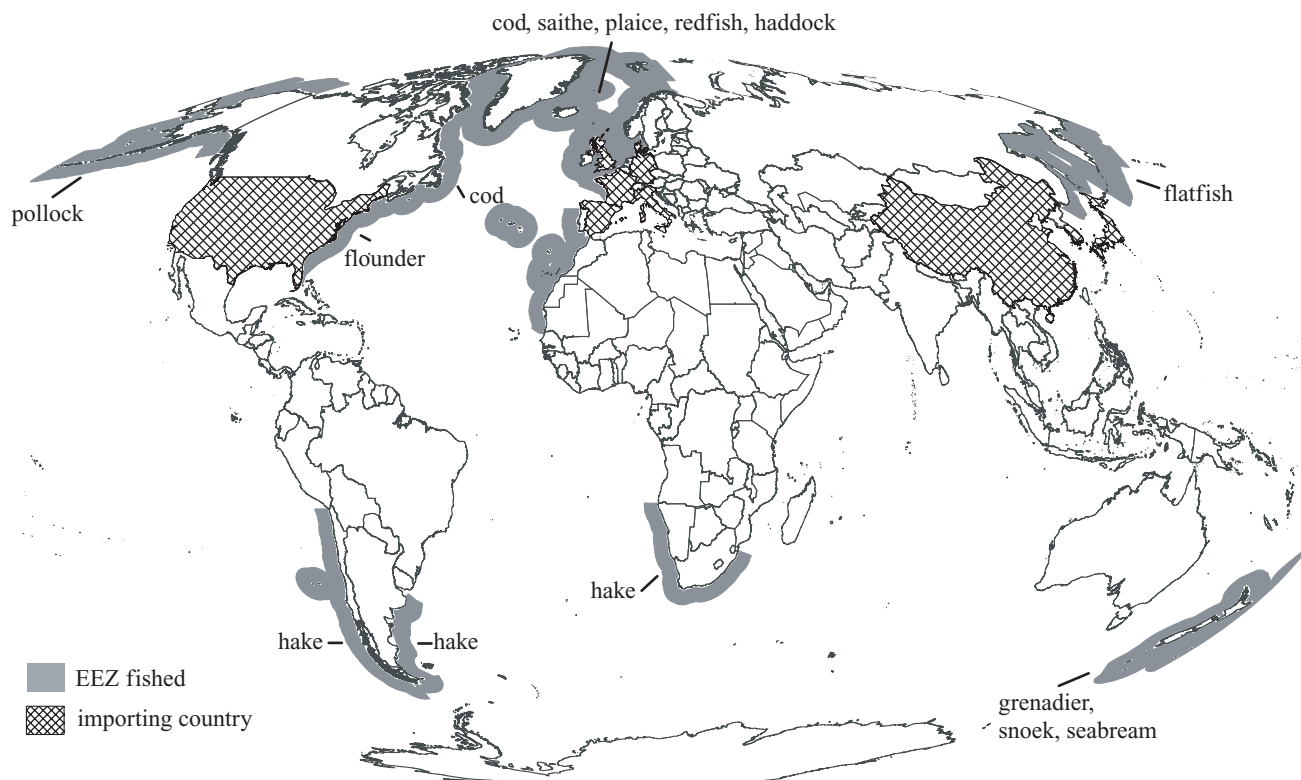 cod, saithe, plaice, redfish, haddock
pollock
cod
flounder
flatfish
hake
hake
hake
grenadier,
snoek, seabream
EEZ fished
importing country